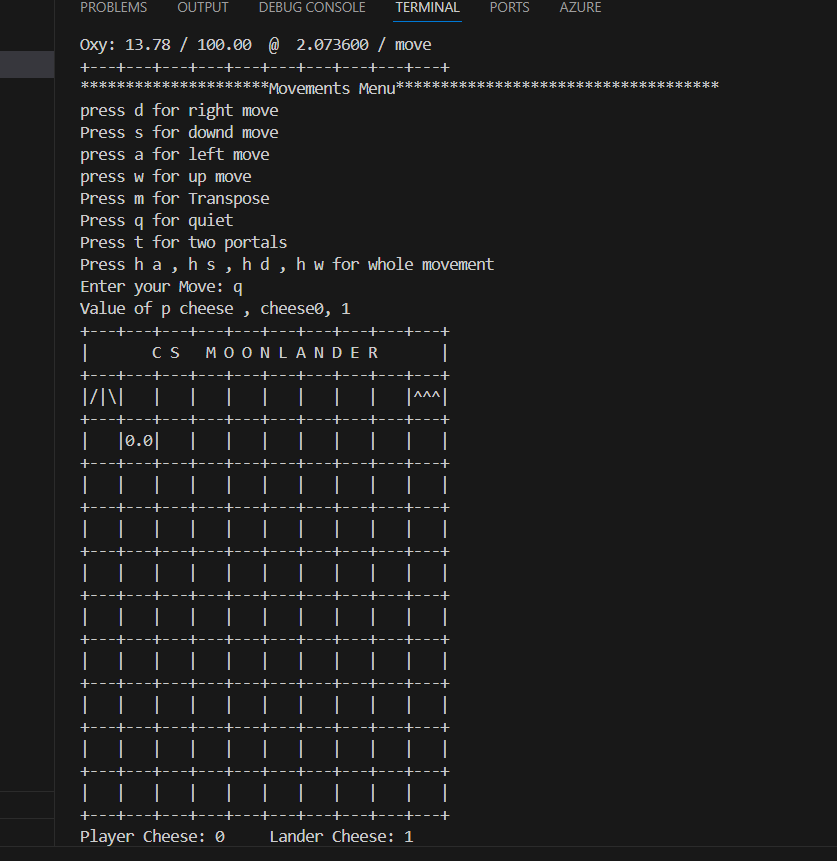 PROBLEMS OUTPUT DEBUG CONSOLE TERMINAL PORTS AZURE
Oxy: 13.78 / 100.00  @  2.073600 / move
+---+---+---+---+---+---+---+---+---+---+
*********************Movements Menu************************************
press d for right move
Press s for downd move
press a for left move
press w for up move
Press m for Transpose
Press q for quiet
Press t for two portals
Press h a , h s , h d , h w for whole movement
Enter your Move: q
Value of p cheese , cheese0, 1
+---+---+---+---+---+---+---+---+---+---+
|       C S   M O O N L A N D E R       |
+---+---+---+---+---+---+---+---+---+---+
|/|\|   |   |   |   |   |   |   |   |^^^|
+---+---+---+---+---+---+---+---+---+---+
|   |0.0|   |   |   |   |   |   |   |   |
+---+---+---+---+---+---+---+---+---+---+
|   |   |   |   |   |   |   |   |   |   |
+---+---+---+---+---+---+---+---+---+---+
|   |   |   |   |   |   |   |   |   |   |
+---+---+---+---+---+---+---+---+---+---+
|   |   |   |   |   |   |   |   |   |   |
+---+---+---+---+---+---+---+---+---+---+
|   |   |   |   |   |   |   |   |   |   |
+---+---+---+---+---+---+---+---+---+---+
|   |   |   |   |   |   |   |   |   |   |
+---+---+---+---+---+---+---+---+---+---+
|   |   |   |   |   |   |   |   |   |   |
+---+---+---+---+---+---+---+---+---+---+
|   |   |   |   |   |   |   |   |   |   |
+---+---+---+---+---+---+---+---+---+---+
|   |   |   |   |   |   |   |   |   |   |
+---+---+---+---+---+---+---+---+---+---+
Player Cheese: 0     Lander Cheese: 1